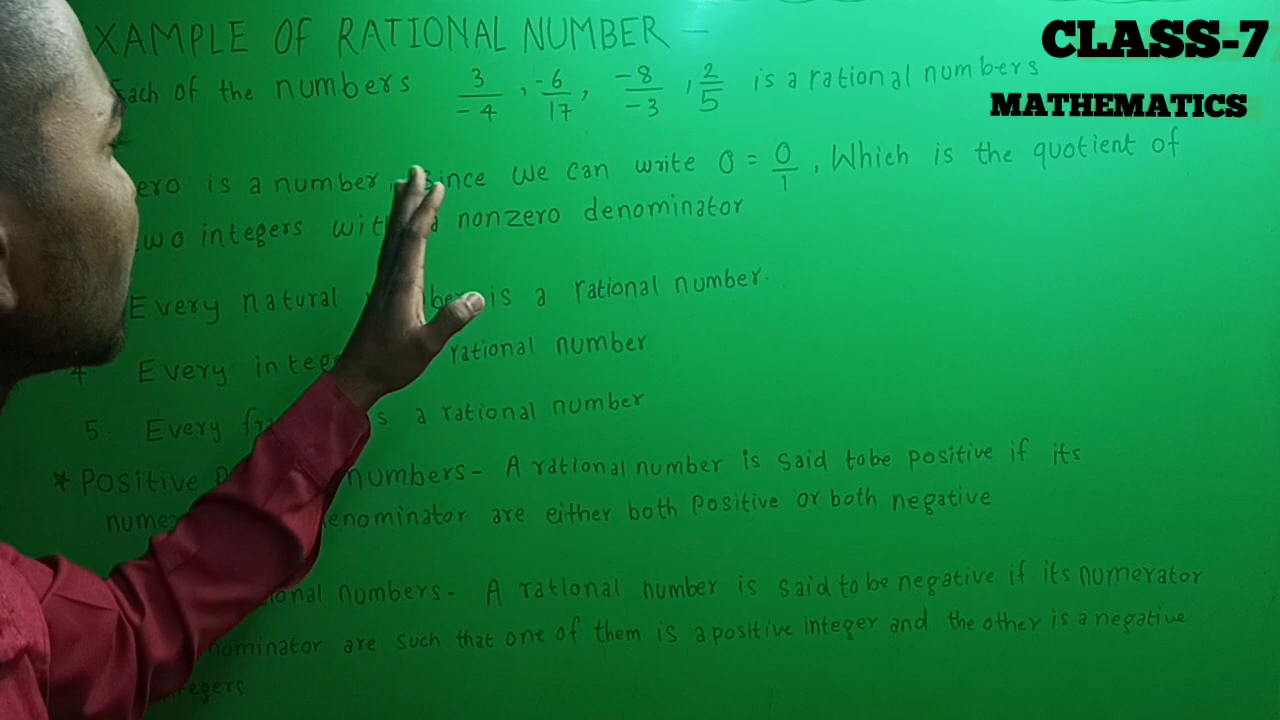 XAMPLE OF RATIONAL NUMBER -
CLASS-7
Each of the numbers 3/-4 , -6/17 , -8/-3 , 2/5 is a rational numbers
MATHEMATICS
ero is a number, since we can write 0 = 0/1 , Which is the quotient of
two integers with a nonzero denominator
Every natural number is a rational number.
4. Every intege rational number
5. Every fra s a rational number
* Positive numbers - A rational number is said to be positive if its
numer denominator are either both Positive or both negative
ional numbers - A rational number is said to be negative if its numerator
nominator are such that one of them is a positive integer and the other is a negative
integers